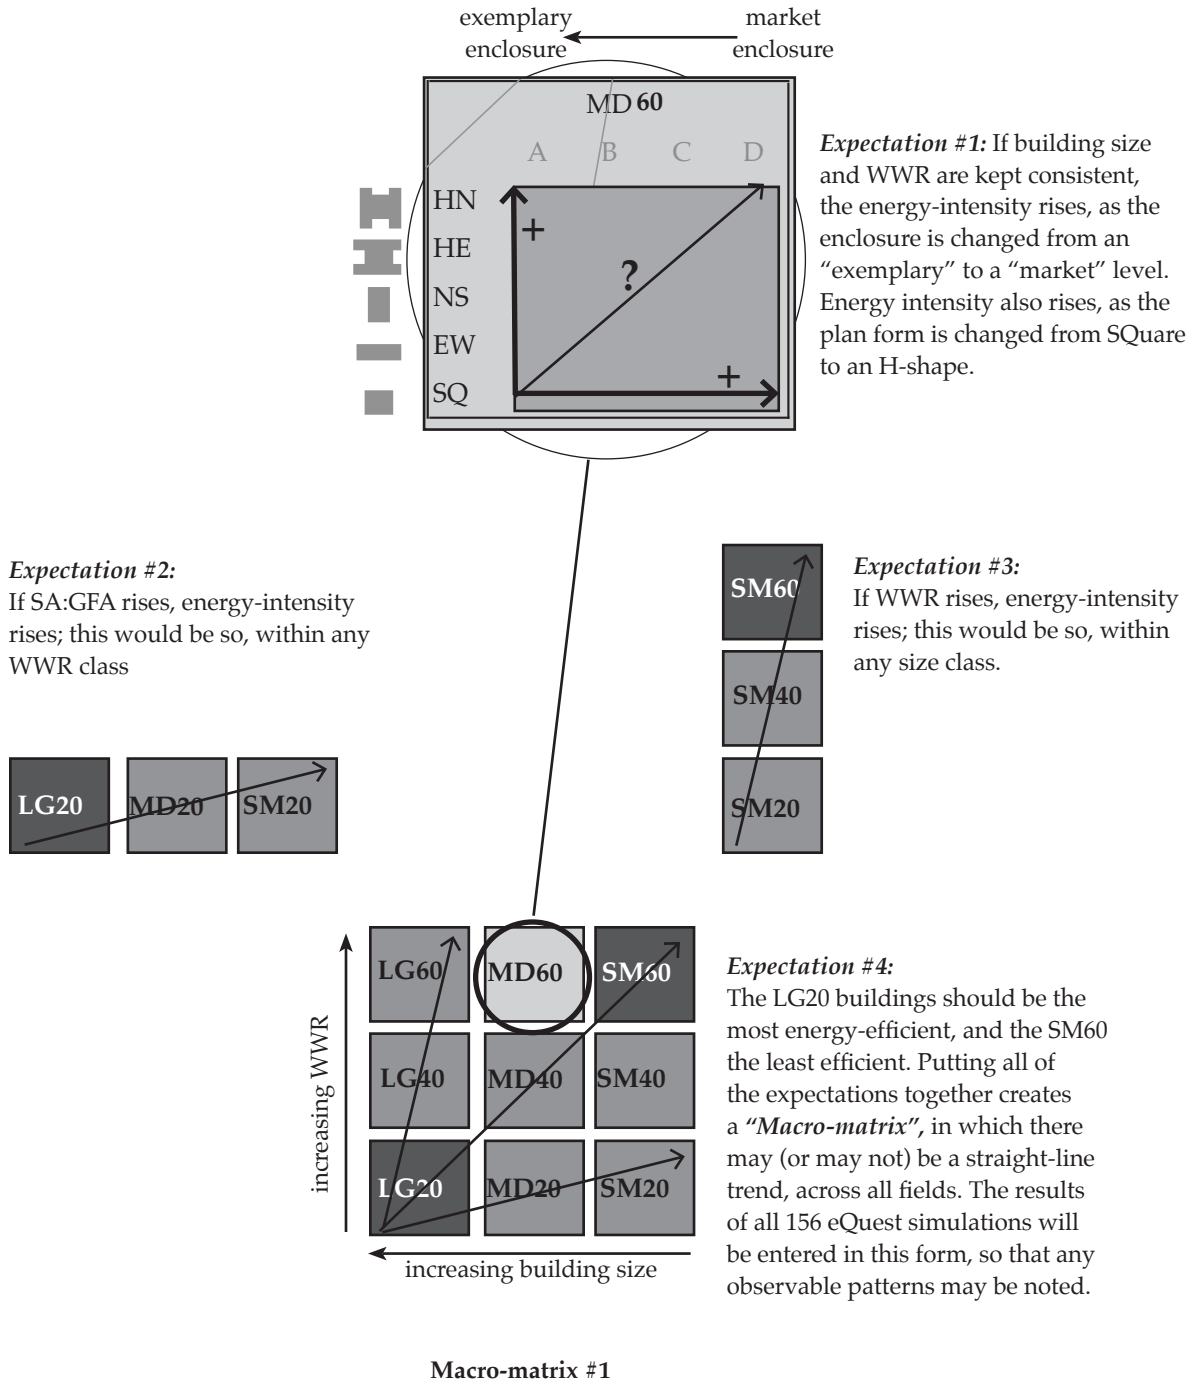 exemplary
enclosure
market
enclosure
MD 60
A B C D
HN
HE
NS
EW
SQ
+
?
+
Expectation #1: If building size
and WWR are kept consistent,
the energy-intensity rises, as the
enclosure is changed from an
“exemplary” to a “market” level.
Energy intensity also rises, as the
plan form is changed from SQuare
to an H-shape.
Expectation #2:
If SA:GFA rises, energy-intensity
rises; this would be so, within any
WWR class
LG20 MD20 SM20
SM60
SM40
SM20
Expectation #3:
If WWR rises, energy-intensity
rises; this would be so, within
any size class.
increasing WWR
LG60 MD60 SM60
LG40 MD40 SM40
LG20 MD20 SM20
increasing building size
Expectation #4:
The LG20 buildings should be the
most energy-efficient, and the SM60
the least efficient. Putting all of
the expectations together creates
a “Macro-matrix”, in which there
may (or may not) be a straight-line
trend, across all fields. The results
of all 156 eQuest simulations will
be entered in this form, so that any
observable patterns may be noted.
Macro-matrix #1